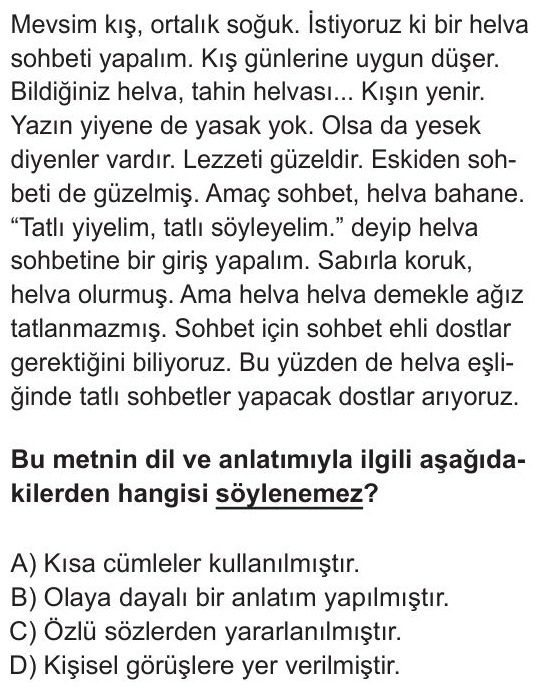 Mevsim kış, ortalık soğuk. İstiyoruz ki bir helva
sohbeti yapalım. Kış günlerine uygun düşer.
Bildiğiniz helva, tahin helvası... Kışın yenir.
Yazın yiyene de yasak yok. Olsa da yesek
diyenler vardır. Lezzeti güzeldir. Eskiden soh-
beti de güzelmiş. Amaç sohbet, helva bahane.
“Tatlı yiyelim, tatlı söyleyelim.” deyip helva
sohbetine bir giriş yapalım. Sabırla koruk,
helva olurmuş. Ama helva helva demekle ağız
tatlanmazmış. Sohbet için sohbet ehli dostlar
gerektiğini biliyoruz. Bu yüzden de helva eşli-
ğinde tatlı sohbetler yapacak dostlar arıyoruz.
Bu metnin dil ve anlatımıyla ilgili aşağıda-
kilerden hangisi söylenemez?
A) Kısa cümleler kullanılmıştır.
B) Olaya dayalı bir anlatım yapılmıştır.
C) Özlü sözlerden yararlanılmıştır.
D) Kişisel görüşlere yer verilmiştir.